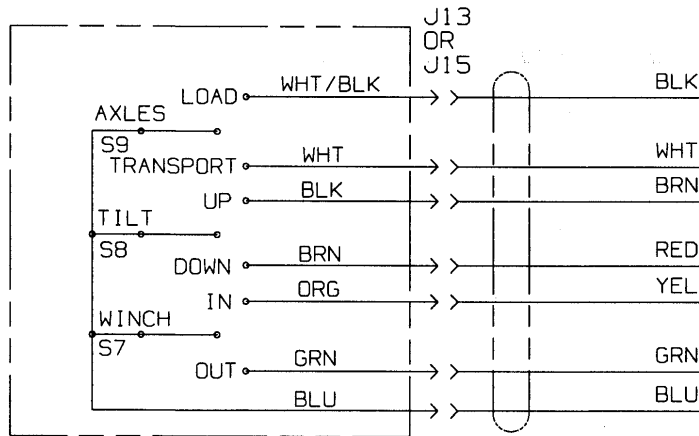 J13
OR
J15
LOAD WHT/BLK BLK
AXLES
S9
TRANSPORT WHT WHT
UP BLK BRN
TILT
S8
DOWN BRN RED
IN ORG YEL
WINCH
S7
OUT GRN GRN
BLU BLU